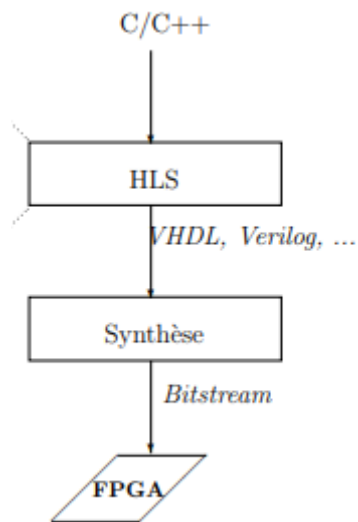 C/C++
HLS
VHDL, Verilog, ...
Synthèse
Bitstream
FPGA